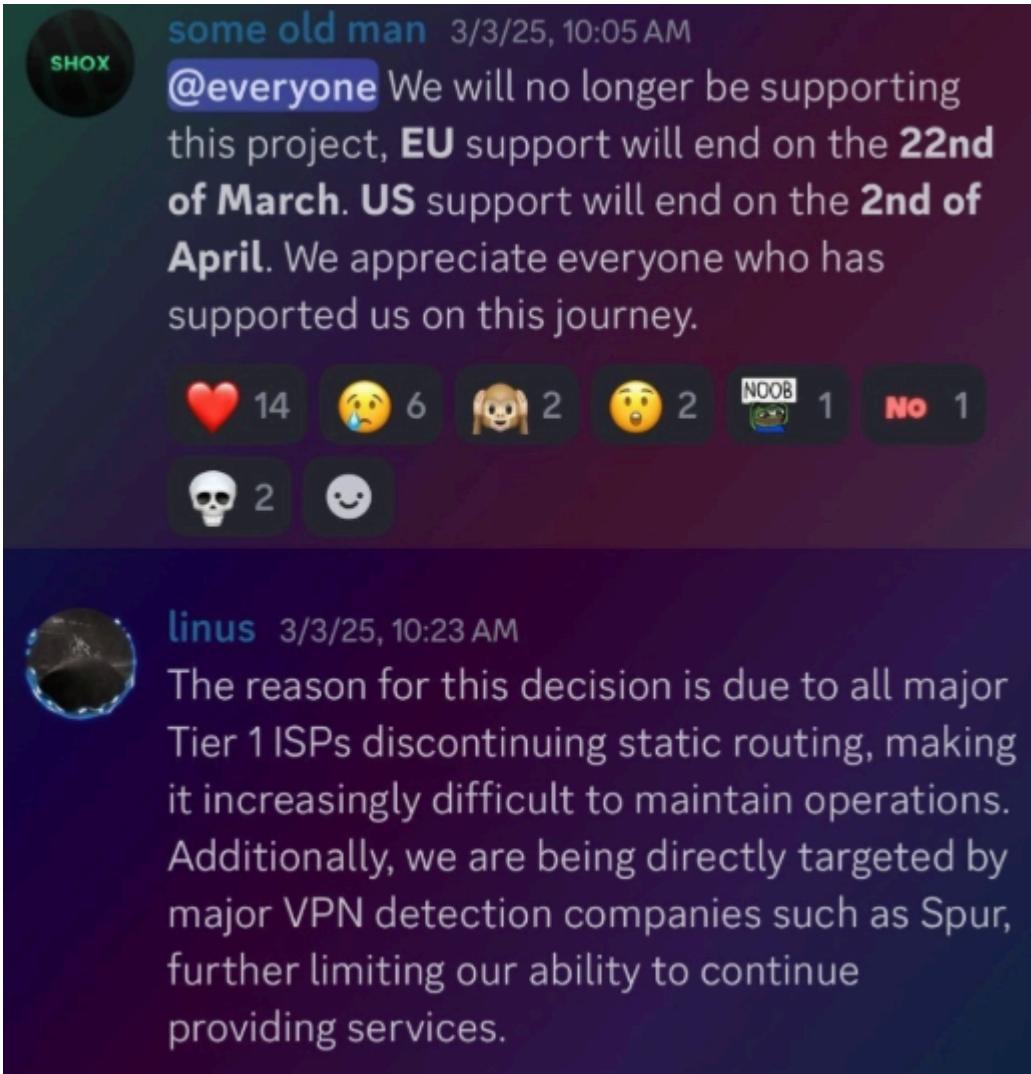 some old man 3/3/25, 10:05 AM
SHOX
@everyone We will no longer be supporting
this project, EU support will end on the 22nd
of March. US support will end on the 2nd of
April. We appreciate everyone who has
supported us on this journey.
14 6 2 2 NOOB 1 NO 1
2
linus 3/3/25, 10:23 AM
The reason for this decision is due to all major
Tier 1 ISPs discontinuing static routing, making
it increasingly difficult to maintain operations.
Additionally, we are being directly targeted by
major VPN detection companies such as Spur,
further limiting our ability to continue
providing services.